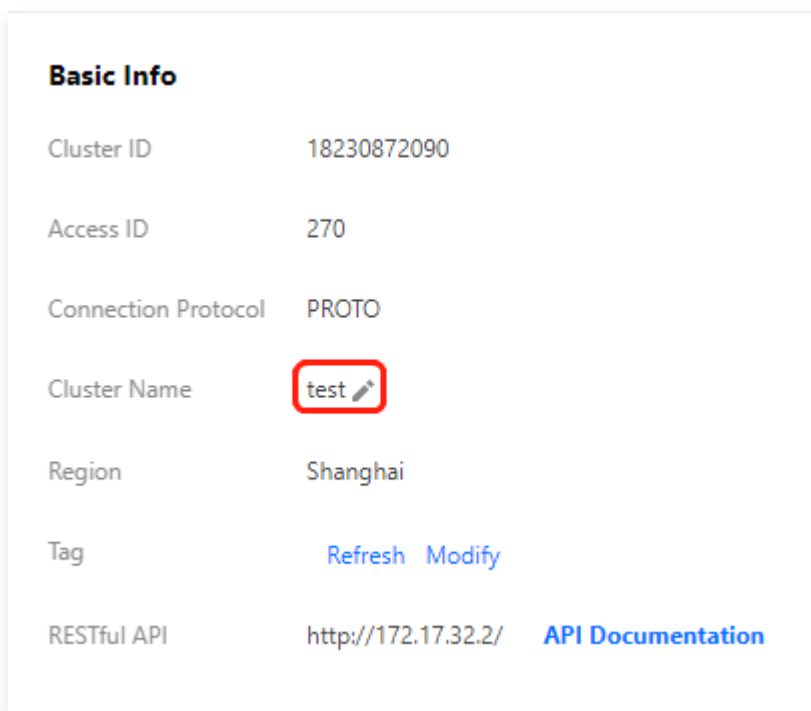 Basic Info
Cluster ID 18230872090
Access ID 270
Connection Protocol PROTO
Cluster Name test
Region Shanghai
Tag Refresh Modify
RESTful API http://172.17.32.2/ API Documentation